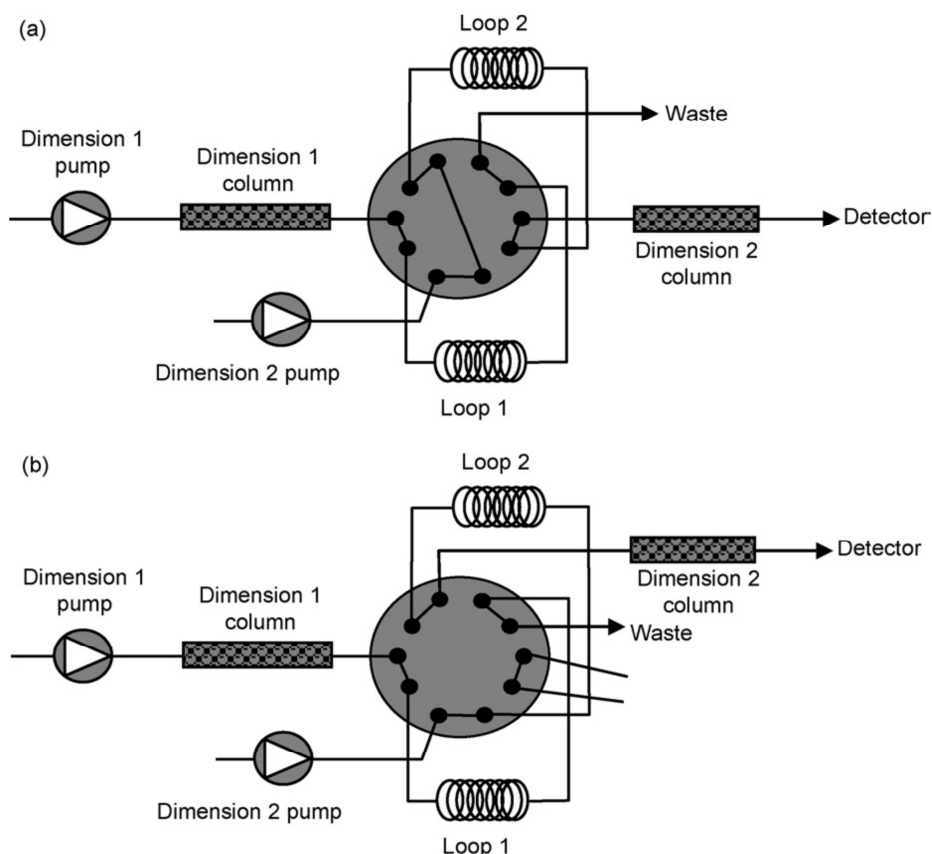 (a)
Loop 2
Waste
Dimension 1
pump
Dimension 1
column
Detector
Dimension 2
column
Dimension 2 pump
Loop 1
(b)
Loop 2
Detector
Dimension 2
column
Dimension 1
pump
Dimension 1
column
Waste
Dimension 2 pump
Loop 1